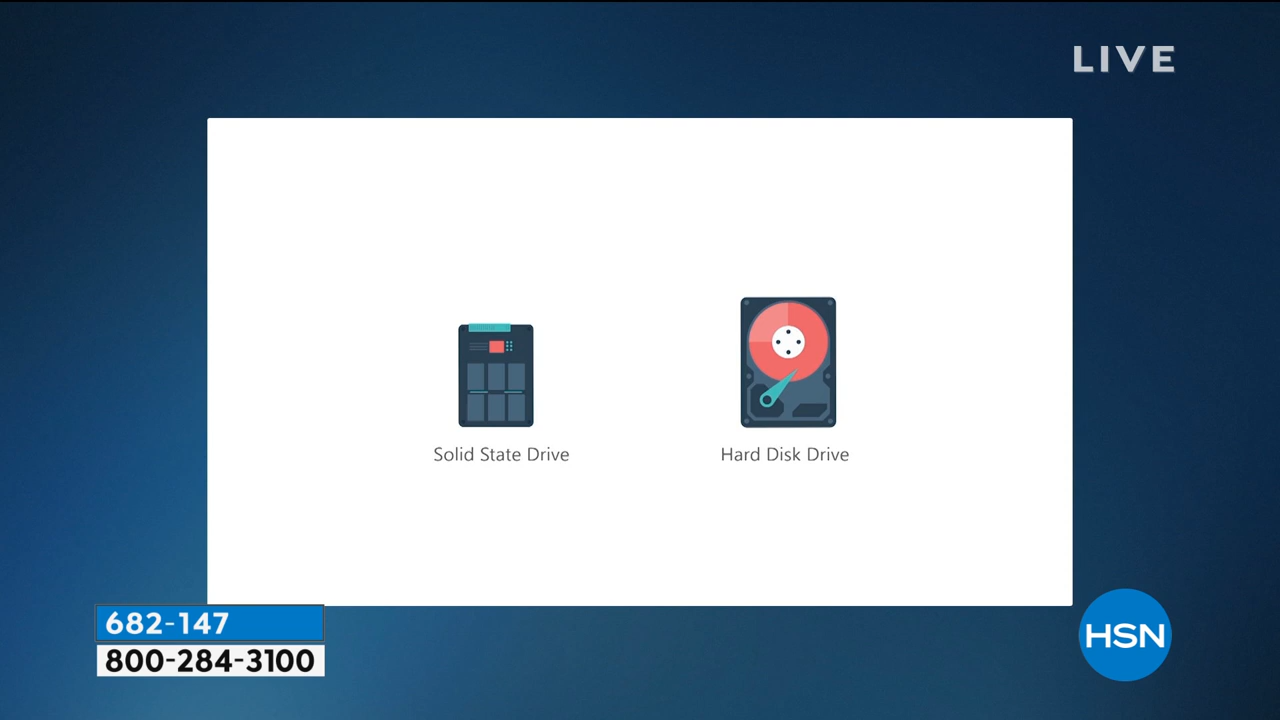 LIVE
Solid State Drive
Hard Disk Drive
682-147
800-284-3100
HSN